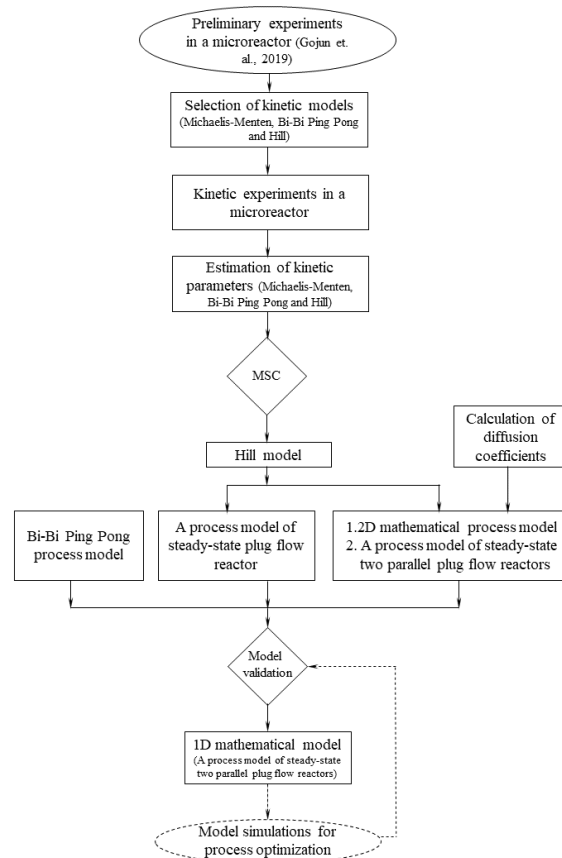 Preliminary experiments
in a microreactor (Gojun et.
al., 2019)
Selection of kinetic models
(Michaelis-Menten, Bi-Bi Ping Pong
and Hill)
Kinetic experiments in a
microreactor
Estimation of kinetic
parameters (Michaelis-Menten,
Bi-Bi Ping Pong and Hill)
MSC
Calculation of
diffusion
coefficients
Hill model
Bi-Bi Ping Pong
process model
A process model of
steady-state plug flow
reactor
1.2D mathematical process model
2. A process model of steady-state
two parallel plug flow reactors
Model
validation
1D mathematical model
(A process model of steady-state
two parallel plug flow reactors)
Model simulations for
process optimization